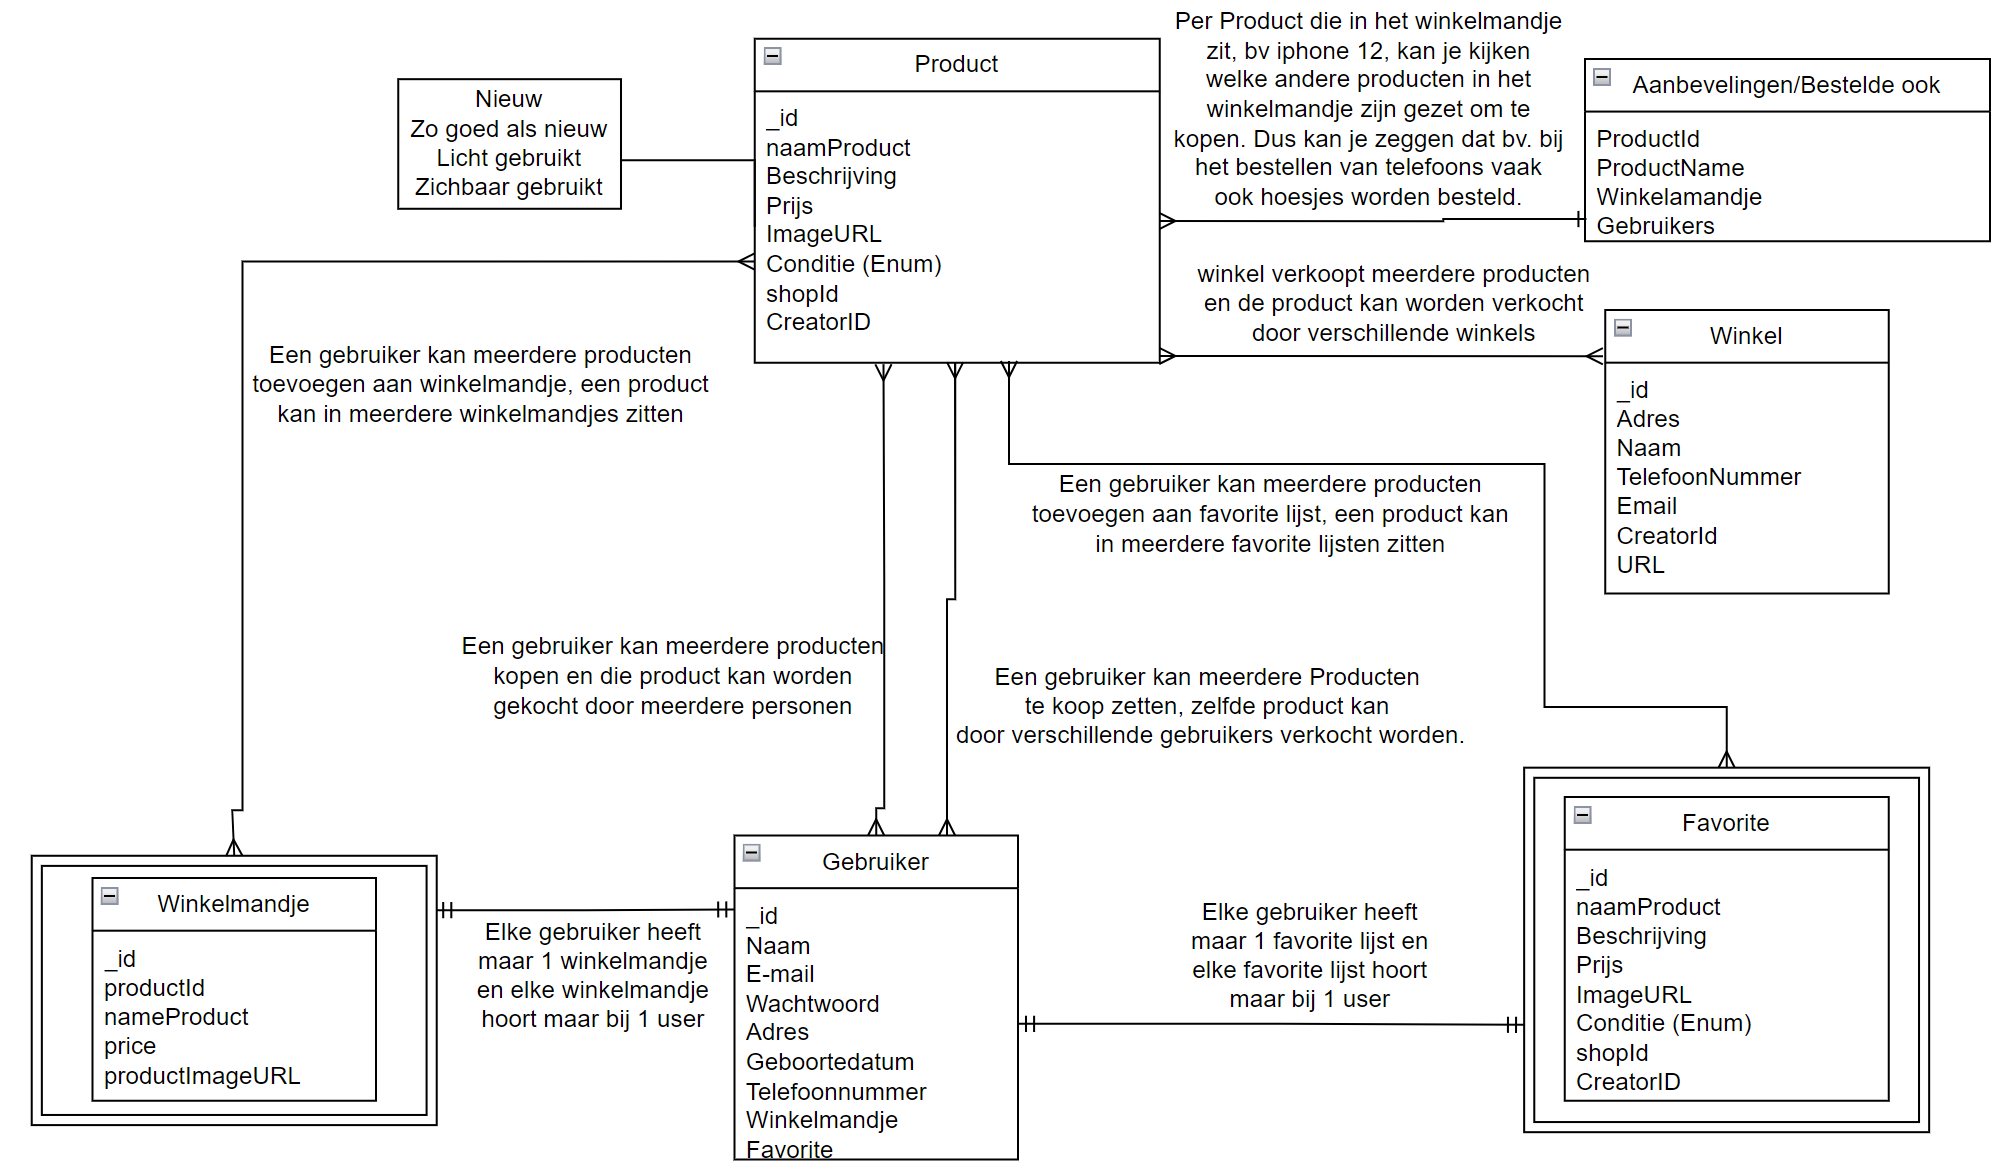 Nieuw
Zo goed als nieuw
Licht gebruikt
Zichbaar gebruikt
Product
_id
naamProduct
Beschrijving
Prijs
ImageURL
Conditie (Enum)
shopId
CreatorID
Per Product die in het winkelmandje
zit, bv iphone 12, kan je kijken
welke andere producten in het
winkelmandje zijn gezet om te
kopen. Dus kan je zeggen dat bv. bij
het bestellen van telefoons vaak
ook hoesjes worden besteld.
Aanbevelingen/Bestelde ook
ProductId
ProductName
Winkelamandje
Gebruikers
winkel verkoopt meerdere producten
en de product kan worden verkocht
door verschillende winkels
Winkel
_id
Adres
Naam
TelefoonNummer
Email
CreatorId
URL
Een gebruiker kan meerdere producten
toevoegen aan winkelmandje, een product
kan in meerdere winkelmandjes zitten
Een gebruiker kan meerdere producten
toevoegen aan favorite lijst, een product kan
in meerdere favorite lijsten zitten
Een gebruiker kan meerdere producten
kopen en die product kan worden
gekocht door meerdere personen
Een gebruiker kan meerdere Producten
te koop zetten, zelfde product kan
door verschillende gebruikers verkocht worden.
Winkelmandje
_id
productId
nameProduct
price
productImageURL
Elke gebruiker heeft
maar 1 winkelmandje
en elke winkelmandje
hoort maar bij 1 user
Gebruiker
_id
Naam
E-mail
Wachtwoord
Adres
Geboortedatum
Telefoonnummer
Winkelmandje
Favorite
Elke gebruiker heeft
maar 1 favorite lijst en
elke favorite lijst hoort
maar bij 1 user
Favorite
_id
naamProduct
Beschrijving
Prijs
ImageURL
Conditie (Enum)
shopId
CreatorID